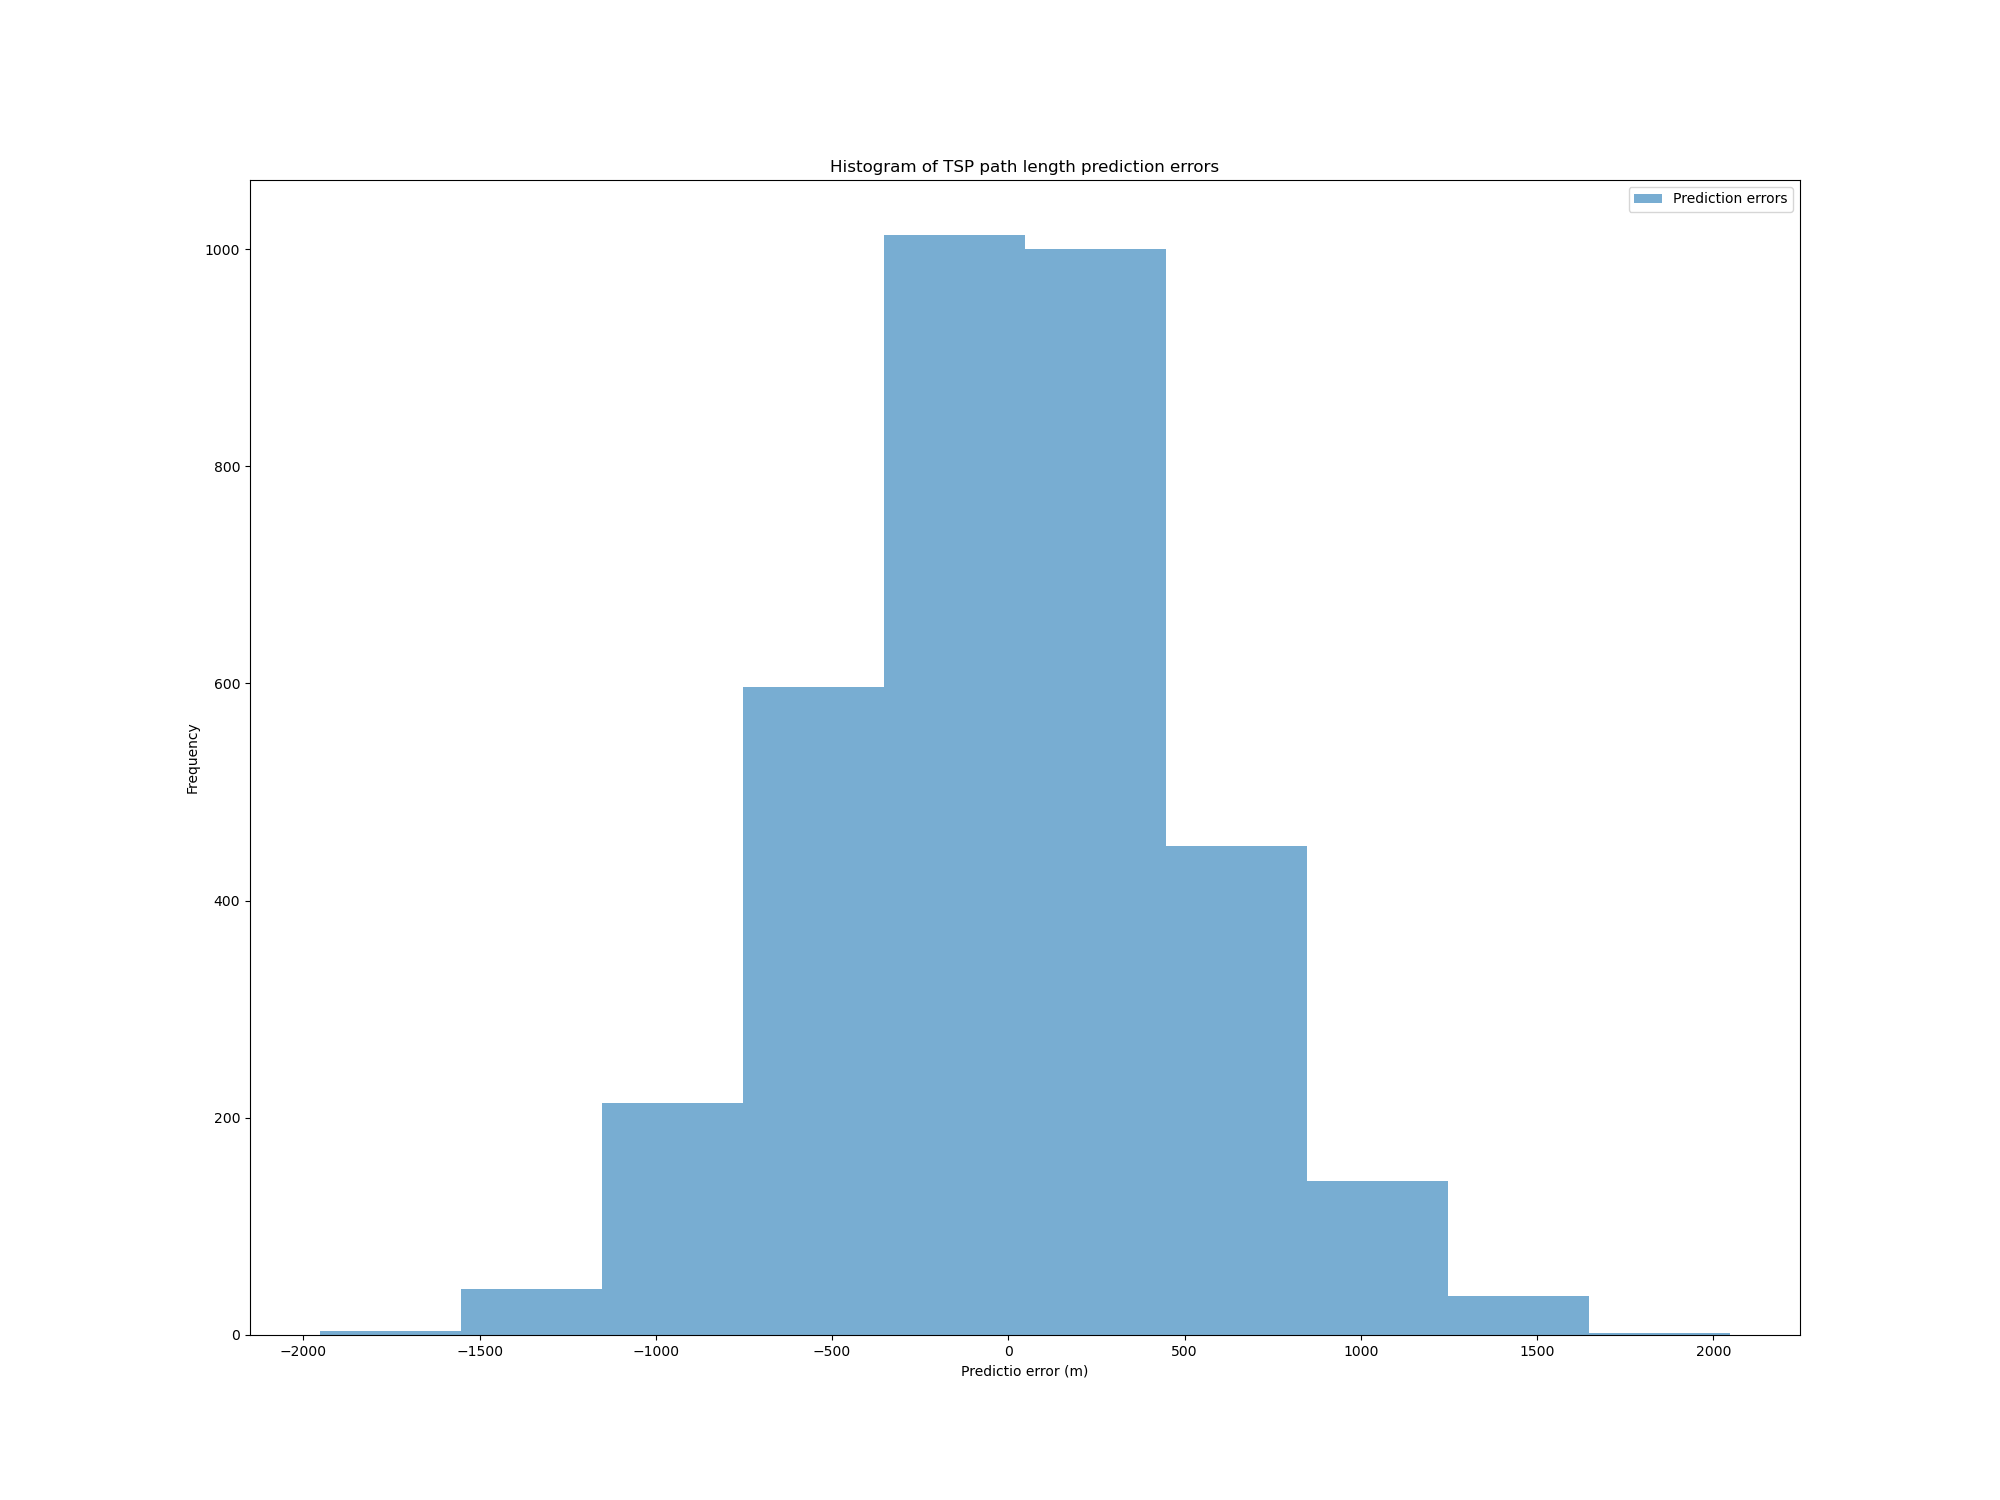 Histogram of TSP path length prediction errors
Prediction errors
1000
800
600
400
200
0
Frequency
−2000 −1500 −1000 −500 0 500 1000 1500 2000
Predictio error (m)